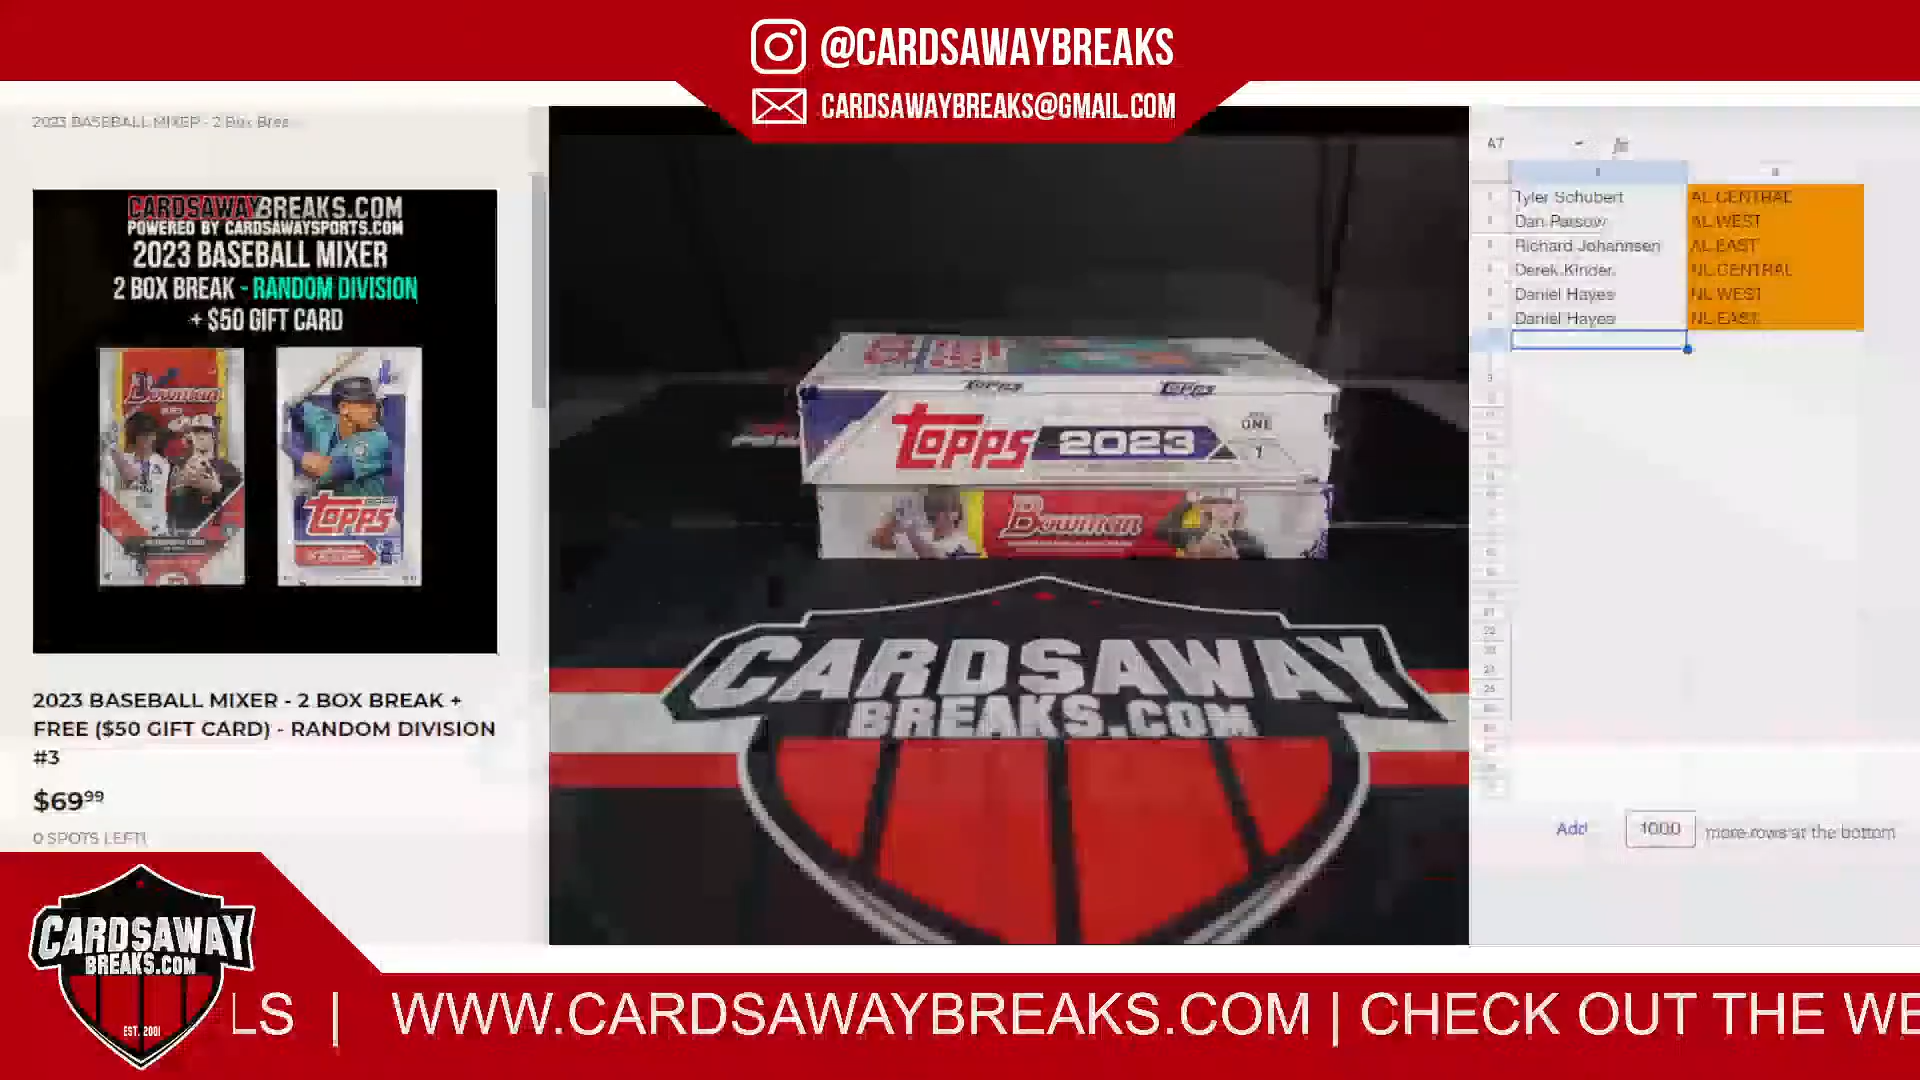 @CARDSAWAYBREAKS
CARDSAWAYBREAKS@GMAIL.COM
2023 BASEBALL MIXER - 2 Box Brea
CARDSAWAYBREAKS.COM
POWERED BY CARDSAWAYSPORTS.COM
2023 BASEBALL MIXER
2 BOX BREAK - RANDOM DIVISION
+ $50 GIFT CARD
Bowman
TOPPS
2023 BASEBALL MIXER - 2 BOX BREAK +
FREE ($50 GIFT CARD) - RANDOM DIVISION
#3
$69.99
0 SPOTS LEFT!
TOPPS TOPPS
TOPPS 2023 ONE 1
Bowman
CARDSAWAY
BREAKS.COM
A7 fx
Tyler Schubert AL CENTRAL
Dan Parsow AL WEST
Richard Johannsen AL EAST
Derek Kinder NL CENTRAL
Daniel Hayes NL WEST
Daniel Hayes NL EAST
Add 1000 more rows at the bottom
CARDSAWAY
BREAKS.COM
EST. 2001
LS | WWW.CARDSAWAYBREAKS.COM | CHECK OUT THE WE